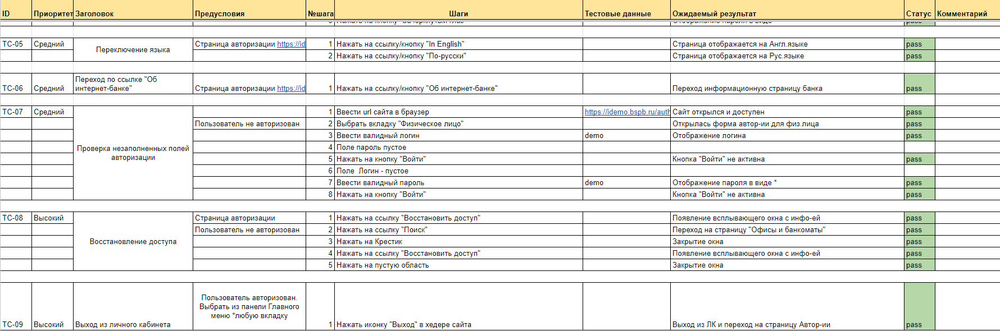 ID Приоритет Заголовок Предусловия №шага Шаги Тестовые данные Ожидаемый результат Статус Комментарий
TC-05 Средний Переключение языка Страница авторизации https://id 1 Нажать на ссылку/кнопку "In English" Страница отображается на Англ.языке pass
2 Нажать на ссылку/кнопку "По-русски" Страница отображается на Рус.языке pass
TC-06 Средний Переход по ссылке "Об интернет-банке" Страница авторизации https://id 1 Нажать на ссылку/кнопку "Об интернет-банке" Переход информационную страницу банка pass
TC-07 Средний Проверка незаполненных полей авторизации 1 Ввести url сайта в браузер https://idemo.bspb.ru/auth Сайт открылся и доступен pass
Пользователь не авторизован 2 Выбрать вкладку "Физическое лицо" Открылась форма автор-ии для физ.лица pass
3 Ввести валидный логин demo Отображение логина pass
4 Поле пароль пустое
5 Нажать на кнопку "Войти" Кнопка "Войти" не активна pass
6 Поле  Логин - пустое
7 Ввести валидный пароль demo Отображение пароля в виде * pass
8 Нажать на кнопку "Войти" Кнопка "Войти" не активна pass
TC-08 Высокий Восстановление доступа Страница авторизации 1 Нажать на ссылку "Восстановить доступ" Появление всплывающего окна с инфо-ей pass
Пользователь не авторизован 2 Нажать на ссылку "Поиск" Переход на страницу "Офисы и банкоматы" pass
3 Нажать на Крестик Закрытие окна pass
4 Нажать на ссылку "Восстановить доступ" Появление всплывающего окна с инфо-ей pass
5 Нажать на пустую область Закрытие окна pass
TC-09 Высокий Выход из личного кабинета Пользователь авторизован. Выбрать из панели Главного меню *любую вкладку 1 Нажать иконку "Выход" в хедере сайта Выход из ЛК и переход на страницу Автор-ии pass